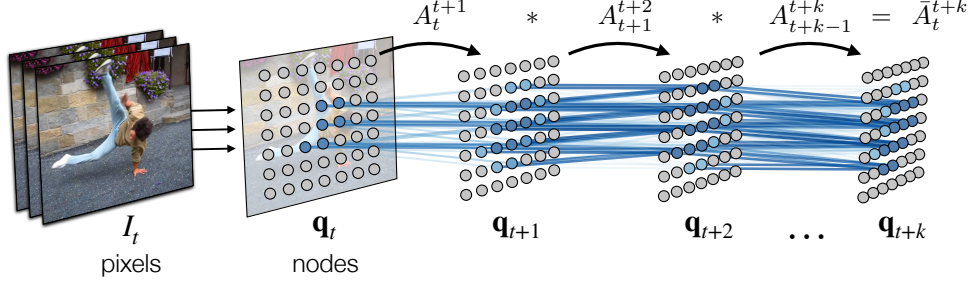 A_t^{t+1} * A_{t+1}^{t+2} * A_{t+k-1}^{t+k} = Ā_t^{t+k}
I_t q_t q_{t+1} q_{t+2} ... q_{t+k}
pixels nodes